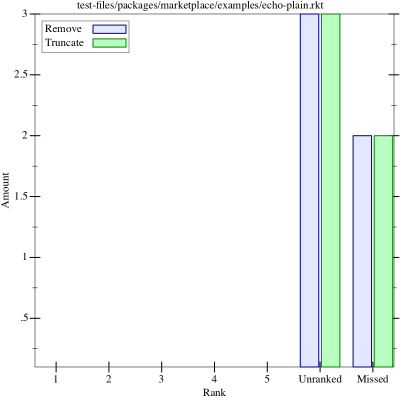 test-files/packages/marketplace/examples/echo-plain.rkt
Remove
Truncate
3
2.5
2
1.5
1
.5
Amount
1 2 3 4 5 Unranked Missed
Rank